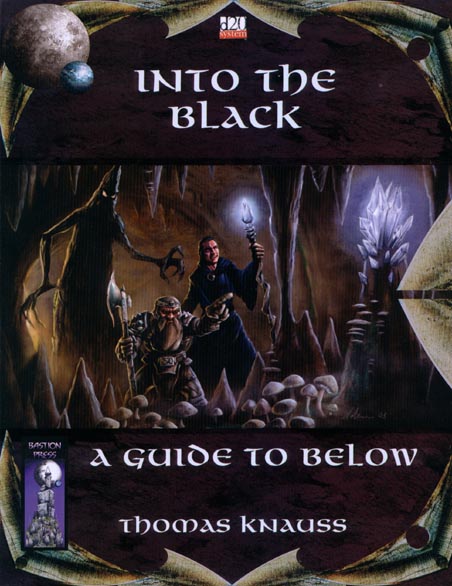 d20
system
INTO THE
BLACK
BASTION
PRESS
A GUIDE TO BELOW
THOMAS KNAUSS